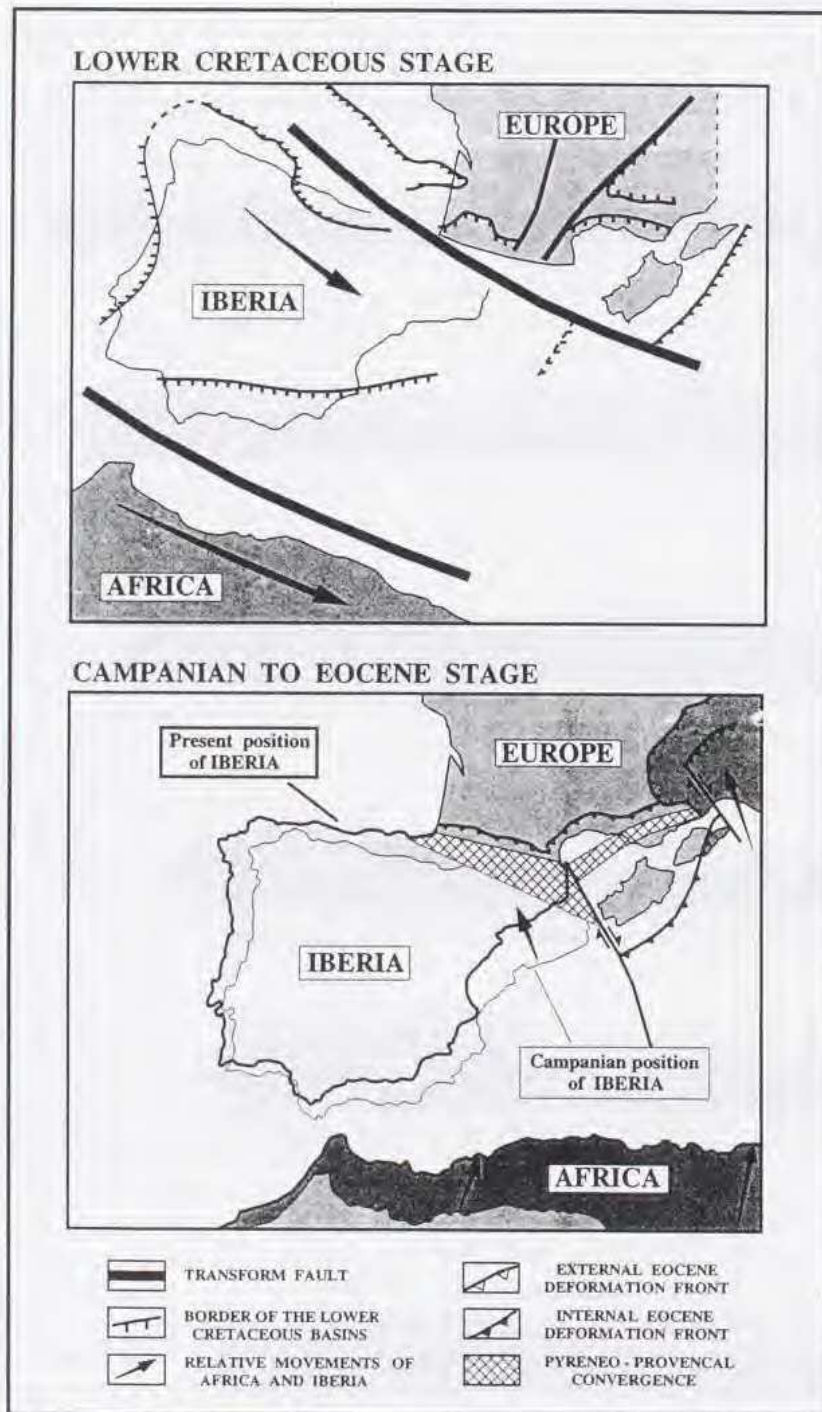 LOWER CRETACEOUS STAGE
EUROPE
IBERIA
AFRICA
CAMPANIAN TO EOCENE STAGE
Present position
of IBERIA
EUROPE
IBERIA
Campanian position
of IBERIA
AFRICA
TRANSFORM FAULT
BORDER OF THE LOWER
CRETACEOUS BASINS
RELATIVE MOVEMENTS OF
AFRICA AND IBERIA
EXTERNAL EOCENE
DEFORMATION FRONT
INTERNAL EOCENE
DEFORMATION FRONT
PYRENEO - PROVENCAL
CONVERGENCE